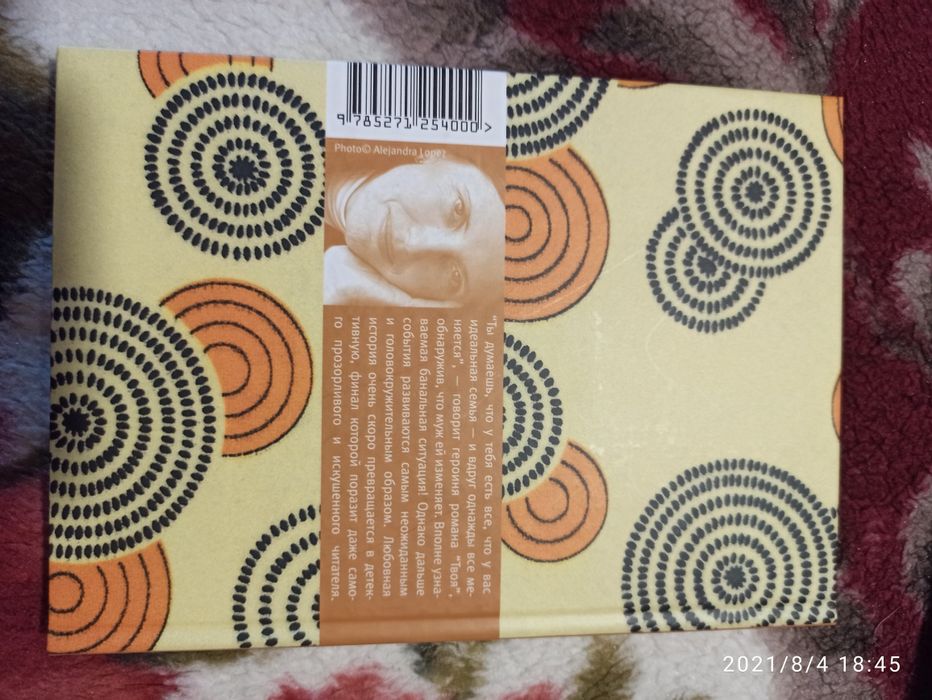 9 785271 254000 >
Photo© Alejandra Lopez
“Ты думаешь, что у тебя есть все, что у вас
идеальная семья — и вдруг однажды все ме-
няется”, — говорит героиня романа “Твоя”,
обнаружив, что муж ей изменяет. Вполне узна-
ваемая банальная ситуация! Однако дальше
события развиваются самым неожиданным
и головокружительным образом. Любовная
история очень скоро превращается в детек-
тивную, финал которой поразит даже само-
го прозорливого и искушенного читателя.
2021/8/4 18:45